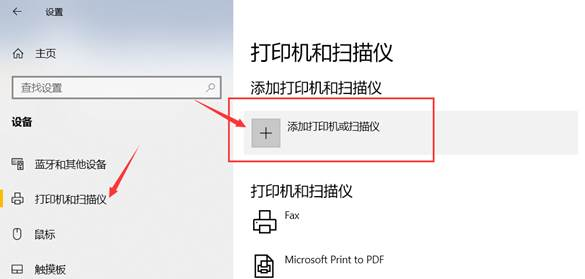 设置
主页
查找设置
设备
蓝牙和其他设备
打印机和扫描仪
鼠标
触摸板
打印机和扫描仪
添加打印机和扫描仪
添加打印机或扫描仪
打印机和扫描仪
Fax
Microsoft Print to PDF